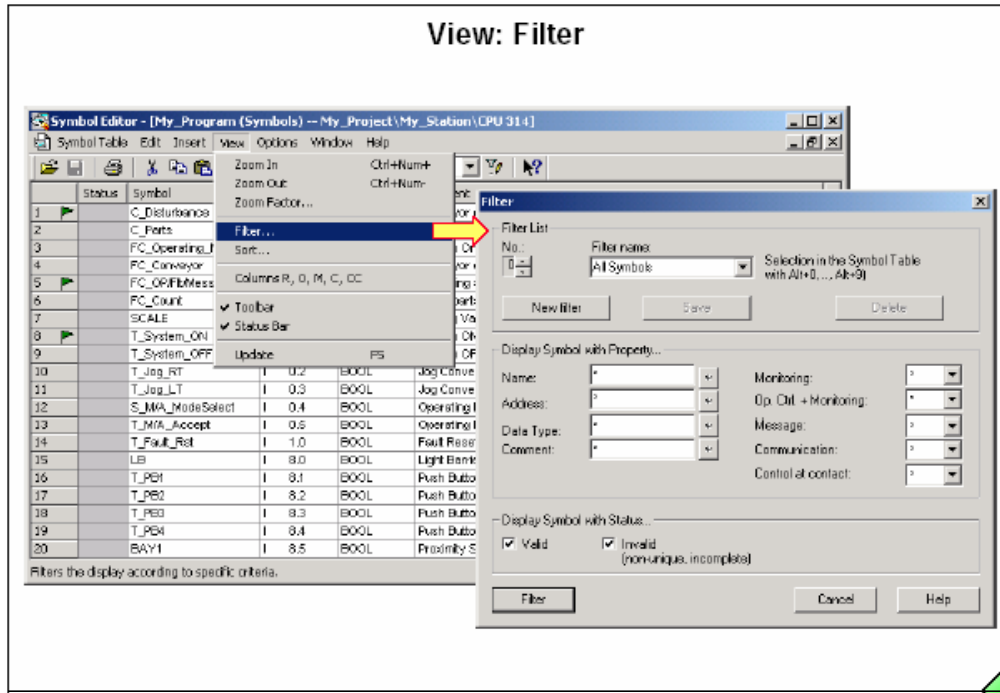 View: Filter
Symbol Editor - [My_Program (Symbols) -- My_Project\My_Station\CPU 314]
Symbol Table Edit Insert View Options Window Help
Zoom In Ctrl+Num+
Zoom Out Ctrl+Num-
Zoom Factor...
Filter...
Sort...
Columns R, O, M, C, CC
Toolbar
Status Bar
Update F5
Status Symbol
1 C_Disturbance
2 C_Parts
3 FC_Operating_
4 FC_Conveyor
5 FC_OP/Flt/Mess
6 FC_Count
7 SCALE
8 T_System_ON
9 T_System_OFF
10 T_Jog_RT I 0.2 BOOL Jog Conve
11 T_Jog_LT I 0.3 BOOL Jog Conve
12 S_M/A_ModeSelect I 0.4 BOOL Operating
13 T_M/A_Accept I 0.5 BOOL Operating
14 T_Fault_Rst I 1.0 BOOL Fault Rese
15 LB I 8.0 BOOL Light Barrie
16 T_PB1 I 8.1 BOOL Push Butto
17 T_PB2 I 8.2 BOOL Push Butto
18 T_PB3 I 8.3 BOOL Push Butto
19 T_PB4 I 8.4 BOOL Push Butto
20 BAY1 I 8.5 BOOL Proximity S
Filters the display according to specific criteria.
Filter
Filter List
No.: Filter name:
0 All Symbols
Selection in the Symbol Table
with Alt+0, ..., Alt+9)
New filter Save Delete
Display Symbol with Property...
Name: * Monitoring: *
Address: * Op. Ctrl. + Monitoring: *
Data Type: * Message: *
Comment: * Communication: *
Control at contact: *
Display Symbol with Status...
Valid Invalid
(non-unique, incomplete)
Filter Cancel Help